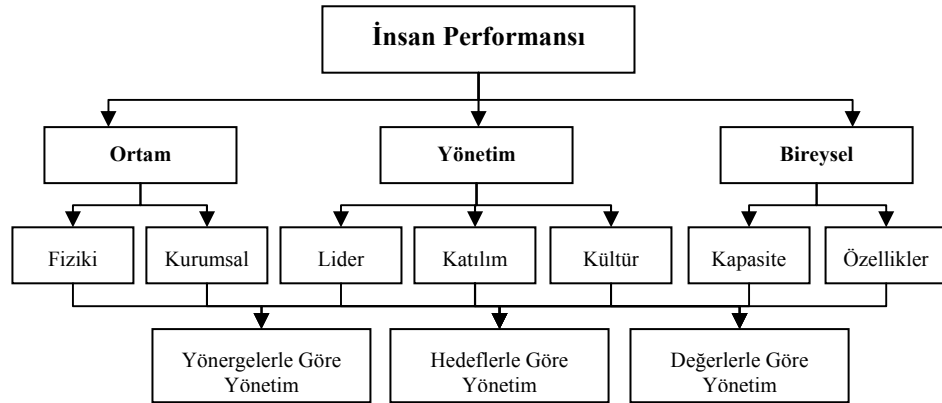 İnsan Performansı
Ortam
Yönetim
Bireysel
Fiziki
Kurumsal
Lider
Katılım
Kültür
Kapasite
Özellikler
Yönergelerle Göre
Yönetim
Hedeflerle Göre
Yönetim
Değerlerle Göre
Yönetim